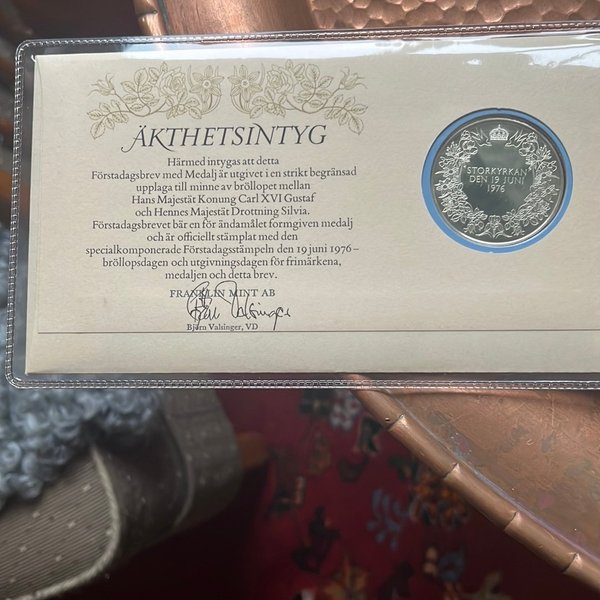 ÄKTHETSINTYG
Härmed intygas att detta
Förstadagsbrev med Medalj är utgivet i en strikt begränsad
upplaga till minne av bröllopet mellan
Hans Majestät Konung Carl XVI Gustaf
och Hennes Majestät Drottning Silvia.
Förstadagsbrevet bär en för ändamålet formgiven medalj
och är officiellt stämplat med den
specialkomponerade Förstadagsstämpeln den 19 juni 1976 –
bröllopsdagen och utgivningsdagen för frimärkena,
medaljen och detta brev.
FRANKLIN MINT AB
Björn Valsinger
Björn Valsinger, VD
STORKYRKAN
DEN 19 JUNI
1976